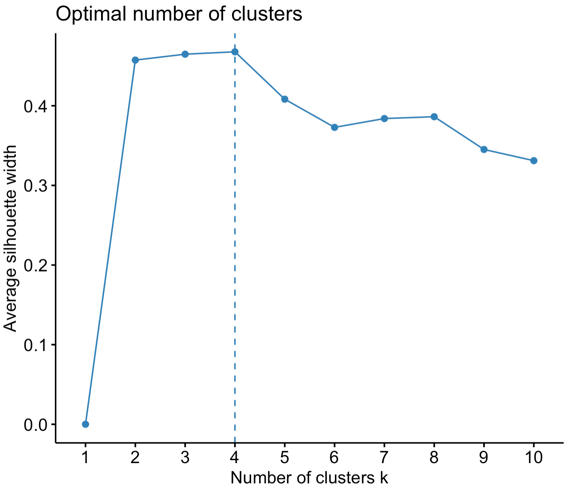 Optimal number of clusters
Average silhouette width
0.4
0.3
0.2
0.1
0.0
1 2 3 4 5 6 7 8 9 10
Number of clusters k